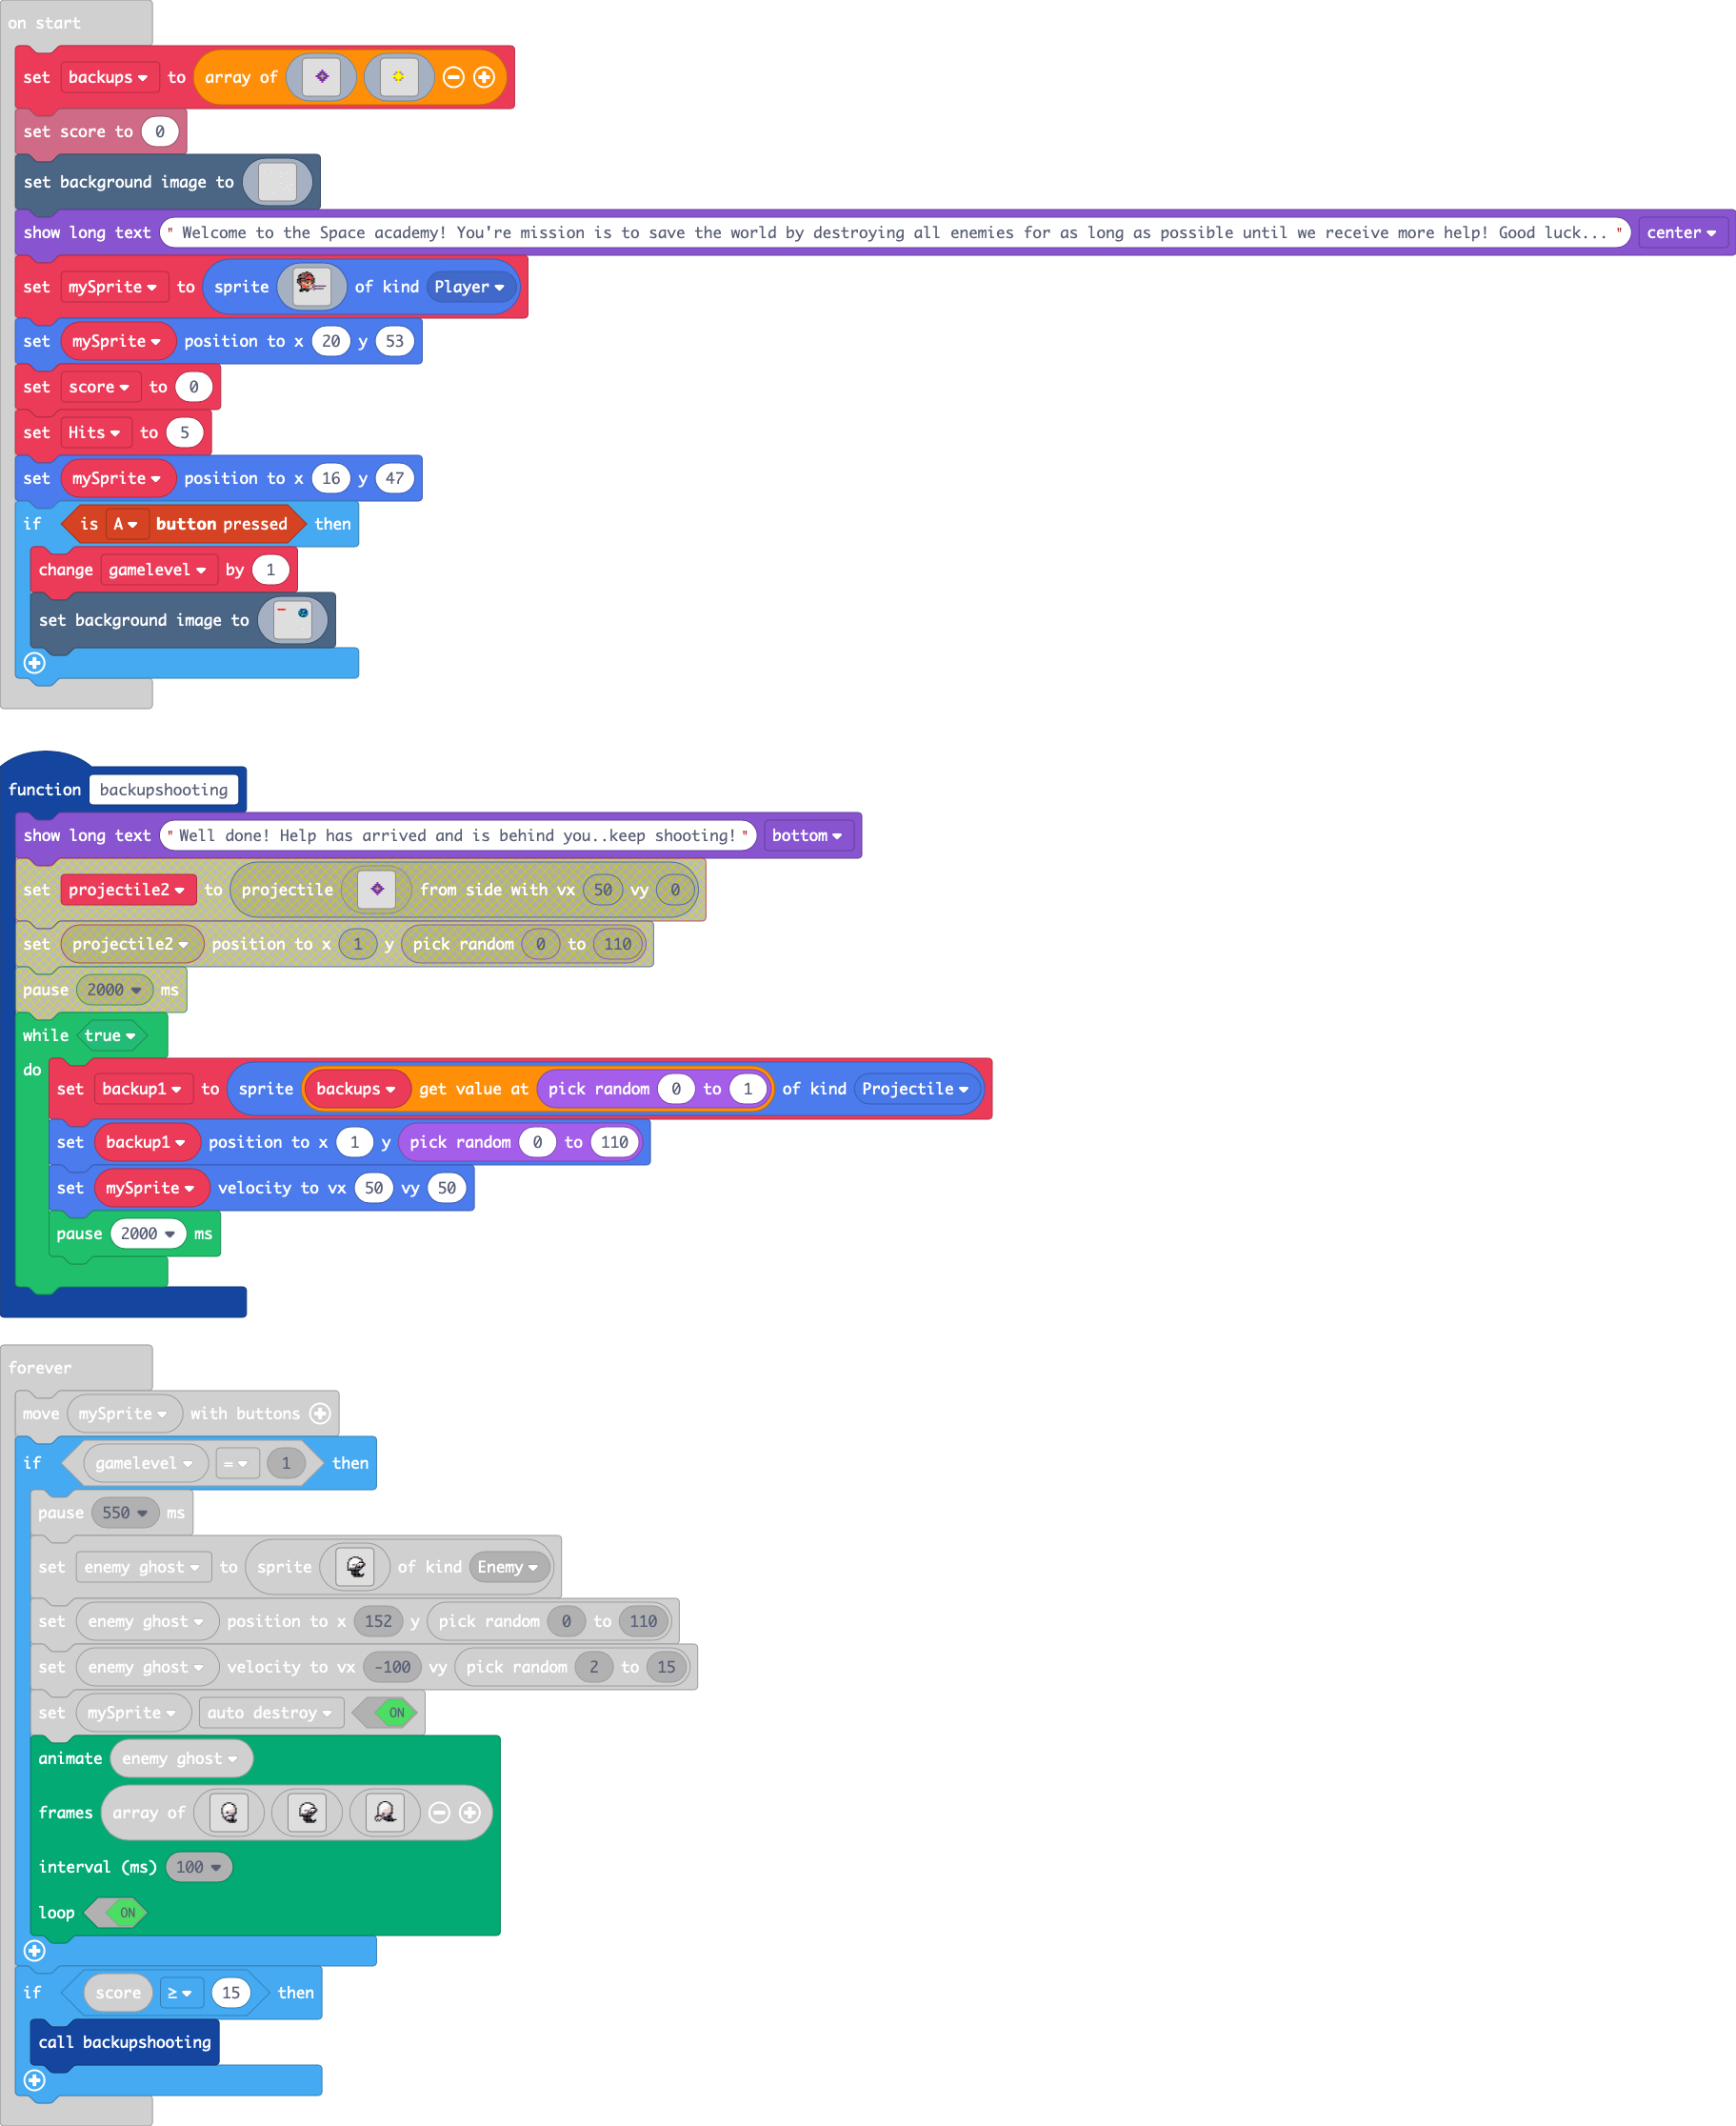 on start
set backups to array of
set score to 0
set background image to
show long text " Welcome to the Space academy! You're mission is to save the world by destroying all enemies for as long as possible until we receive more help! Good luck... " center
set mySprite to sprite of kind Player
set mySprite position to x 20 y 53
set score to 0
set Hits to 5
set mySprite position to x 16 y 47
if is A button pressed then
change gamelevel by 1
set background image to
function backupshooting
show long text "Well done! Help has arrived and is behind you..keep shooting!" bottom
set projectile2 to projectile from side with vx 50 vy 0
set projectile2 position to x 1 y pick random 0 to 110
pause 2000 ms
while true
do
set backup1 to sprite backups get value at pick random 0 to 1 of kind Projectile
set backup1 position to x 1 y pick random 0 to 110
set mySprite velocity to vx 50 vy 50
pause 2000 ms
forever
move mySprite with buttons
if gamelevel = 1 then
pause 550 ms
set enemy ghost to sprite of kind Enemy
set enemy ghost position to x 152 y pick random 0 to 110
set enemy ghost velocity to vx -100 vy pick random 2 to 15
set mySprite auto destroy ON
animate enemy ghost
frames array of
interval (ms) 100
loop ON
if score ≥ 15 then
call backupshooting